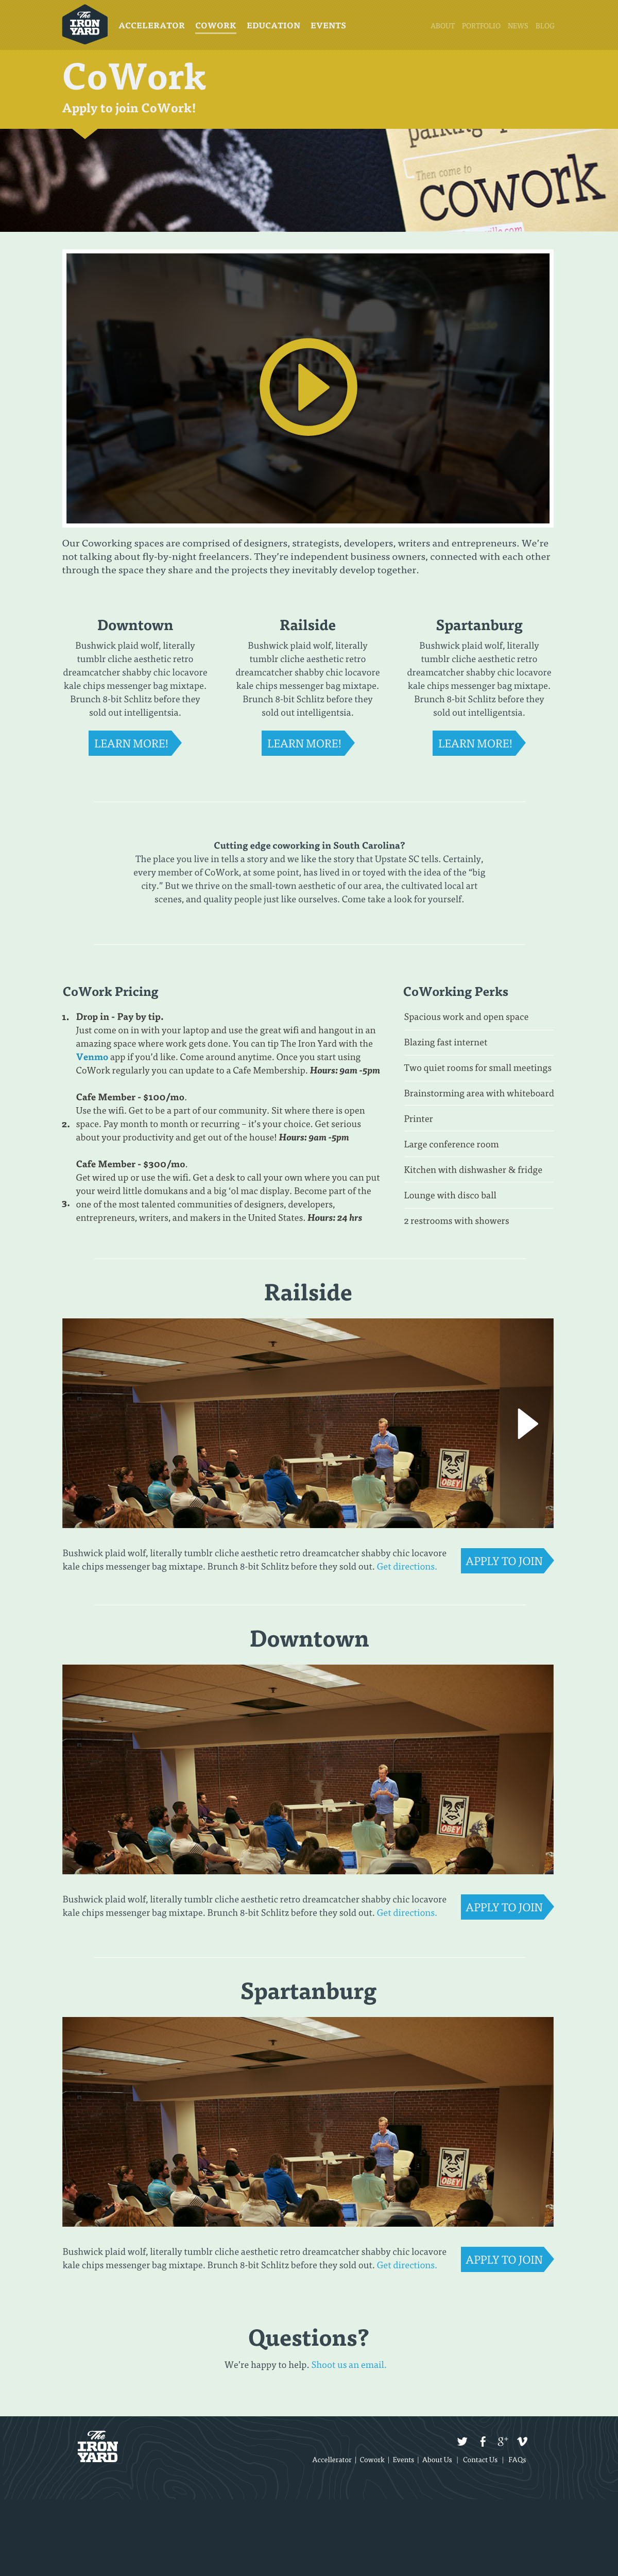 The
IRON
YARD
ACCELERATOR COWORK EDUCATION EVENTS
ABOUT PORTFOLIO NEWS BLOG
CoWork
Apply to join CoWork!
parking
Then come to
cowork
Our Coworking spaces are comprised of designers, strategists, developers, writers and entrepreneurs. We're
not talking about fly-by-night freelancers. They're independent business owners, connected with each other
through the space they share and the projects they inevitably develop together.
Downtown
Bushwick plaid wolf, literally
tumblr cliche aesthetic retro
dreamcatcher shabby chic locavore
kale chips messenger bag mixtape.
Brunch 8-bit Schlitz before they
sold out intelligentsia.
LEARN MORE!
Railside
Bushwick plaid wolf, literally
tumblr cliche aesthetic retro
dreamcatcher shabby chic locavore
kale chips messenger bag mixtape.
Brunch 8-bit Schlitz before they
sold out intelligentsia.
LEARN MORE!
Spartanburg
Bushwick plaid wolf, literally
tumblr cliche aesthetic retro
dreamcatcher shabby chic locavore
kale chips messenger bag mixtape.
Brunch 8-bit Schlitz before they
sold out intelligentsia.
LEARN MORE!
Cutting edge coworking in South Carolina?
The place you live in tells a story and we like the story that Upstate SC tells. Certainly,
every member of CoWork, at some point, has lived in or toyed with the idea of the "big
city." But we thrive on the small-town aesthetic of our area, the cultivated local art
scenes, and quality people just like ourselves. Come take a look for yourself.
CoWork Pricing
1. Drop in - Pay by tip.
Just come on in with your laptop and use the great wifi and hangout in an
amazing space where work gets done. You can tip The Iron Yard with the
Venmo app if you'd like. Come around anytime. Once you start using
CoWork regularly you can update to a Cafe Membership. Hours: 9am -5pm
Cafe Member - $100/mo.
Use the wifi. Get to be a part of our community. Sit where there is open
2. space. Pay month to month or recurring – it's your choice. Get serious
about your productivity and get out of the house! Hours: 9am -5pm
Cafe Member - $300/mo.
Get wired up or use the wifi. Get a desk to call your own where you can put
your weird little domukans and a big 'ol mac display. Become part of the
3. one of the most talented communities of designers, developers,
entrepreneurs, writers, and makers in the United States. Hours: 24 hrs
CoWorking Perks
Spacious work and open space
Blazing fast internet
Two quiet rooms for small meetings
Brainstorming area with whiteboard
Printer
Large conference room
Kitchen with dishwasher & fridge
Lounge with disco ball
2 restrooms with showers
Railside
OBEY
Bushwick plaid wolf, literally tumblr cliche aesthetic retro dreamcatcher shabby chic locavore
kale chips messenger bag mixtape. Brunch 8-bit Schlitz before they sold out. Get directions.
APPLY TO JOIN
Downtown
OBEY
Bushwick plaid wolf, literally tumblr cliche aesthetic retro dreamcatcher shabby chic locavore
kale chips messenger bag mixtape. Brunch 8-bit Schlitz before they sold out. Get directions.
APPLY TO JOIN
Spartanburg
OBEY
Bushwick plaid wolf, literally tumblr cliche aesthetic retro dreamcatcher shabby chic locavore
kale chips messenger bag mixtape. Brunch 8-bit Schlitz before they sold out. Get directions.
APPLY TO JOIN
Questions?
We're happy to help. Shoot us an email.
The
IRON
YARD
Accellerator | Cowork | Events | About Us | Contact Us | FAQs